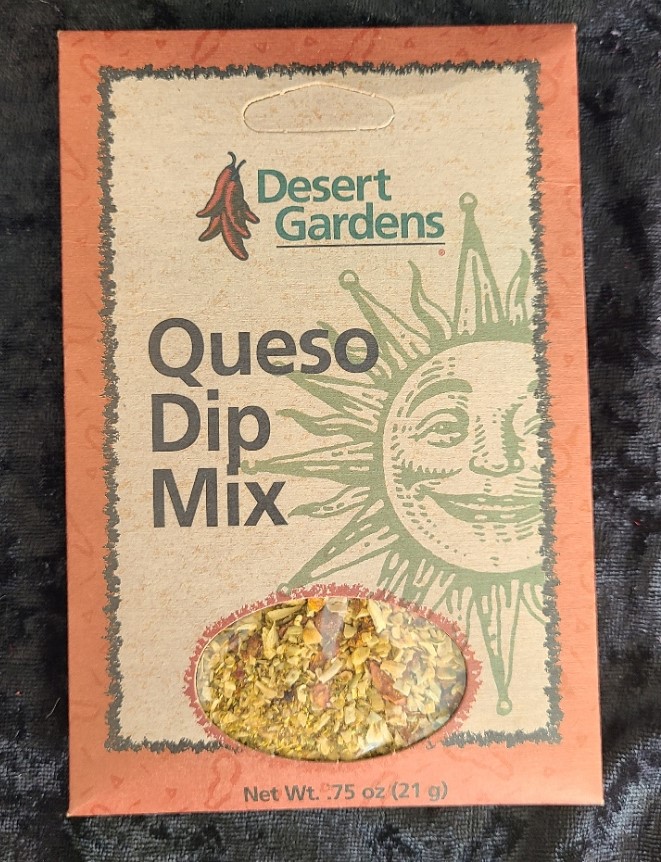 Desert
Gardens
®
Queso
Dip
Mix
Net Wt. .75 oz (21 g)